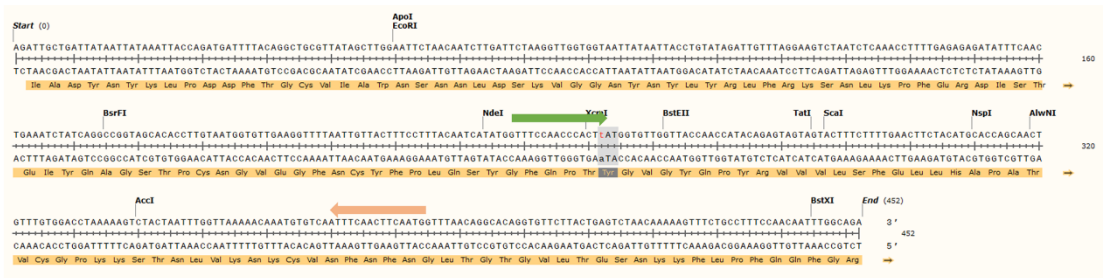 ApoI
Start (0) EcoRI
AGATTGCTGATTATAATTATAAATTACCAGATGATTTTACAGGCTGCGTTATAGCTTGGAATTCTAACAATCTTGATTCTAAGGTTGGTGGTAATTATAATTACCTGTATAGATTGTTTAGGAAGTCTAATCTCAAACCTTTTGAGAGAGATATTTCAAC
160
TCTAACGACTAATATTAATATTTAATGGTCTACTAAAATGTCCGACGCAATATCGAACCTTAAGATTGTTAGAACTAAGATTCCAACCACCATTAATATTAATGGACATATCTAACAAATCCTTCAGATTAGAGTTTGGAAAACTCTCTCTATAAAGTTG
Ile Ala Asp Tyr Asn Tyr Lys Leu Pro Asp Asp Phe Thr Gly Cys Val Ile Ala Trp Asn Ser Asn Asn Leu Asp Ser Lys Val Gly Gly Asn Tyr Asn Tyr Leu Tyr Arg Leu Phe Arg Lys Ser Asn Leu Lys Pro Phe Glu Arg Asp Ile Ser Thr
BsrFI NdeI BstEII TatI ScaI NspI AlwNI
TGAAATCTATCAGGCCGGTAGCACACCTTGTAATGGTGTTGAAGGTTTTAATTGTTACTTTCCTTTACAATCATATGGTTTCCAACCCACTtATGGTGTTGGTTACCAACCATACAGAGTAGTAGTACTTTCTTTTGAACTTCTACATGCACCAGCAACT
320
ACTTTAGATAGTCCGGCCATCGTGTGGAACATTACCACAACTTCCAAAATTAACAATGAAAGGAAATGTTAGTATACCAAAGGTTGGGTGAaTACCACAACCAATGGTTGGTATGTCTCATCATCATGAAAGAAAACTTGAAGATGTACGTGGTCGTTGA
Glu Ile Tyr Gln Ala Gly Ser Thr Pro Cys Asn Gly Val Glu Gly Phe Asn Cys Tyr Phe Pro Leu Gln Ser Tyr Gly Phe Gln Pro Thr Tyr Gly Val Gly Tyr Gln Pro Tyr Arg Val Val Val Leu Ser Phe Glu Leu Leu His Ala Pro Ala Thr
AccI BstXI End (452)
GTTTGTGGACCTAAAAAGTCTACTAATTTGGTTAAAAACAAATGTGTCAATTTCAACTTCAATGGTTTAACAGGCACAGGTGTTCTTACTGAGTCTAACAAAAAGTTTCTGCCTTTCCAACAATTTGGCAGA 3'
452
CAAACACCTGGATTTTTCAGATGATTAAACCAATTTTTGTTTACACAGTTAAAGTTGAAGTTACCAAATTGTCCGTGTCCACAAGAATGACTCAGATTGTTTTTCAAAGACGGAAAGGTTGTTAAACCGTCT 5'
Val Cys Gly Pro Lys Lys Ser Thr Asn Leu Val Lys Asn Lys Cys Val Asn Phe Asn Phe Asn Gly Leu Thr Gly Thr Gly Val Leu Thr Glu Ser Asn Lys Lys Phe Leu Pro Phe Gln Gln Phe Gly Arg